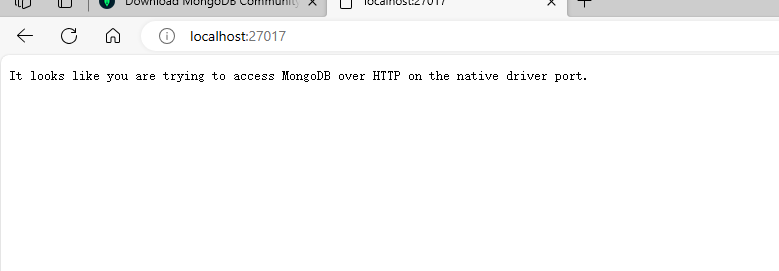 Download MongoDB Community
localhost:27017
localhost:27017
It looks like you are trying to access MongoDB over HTTP on the native driver port.